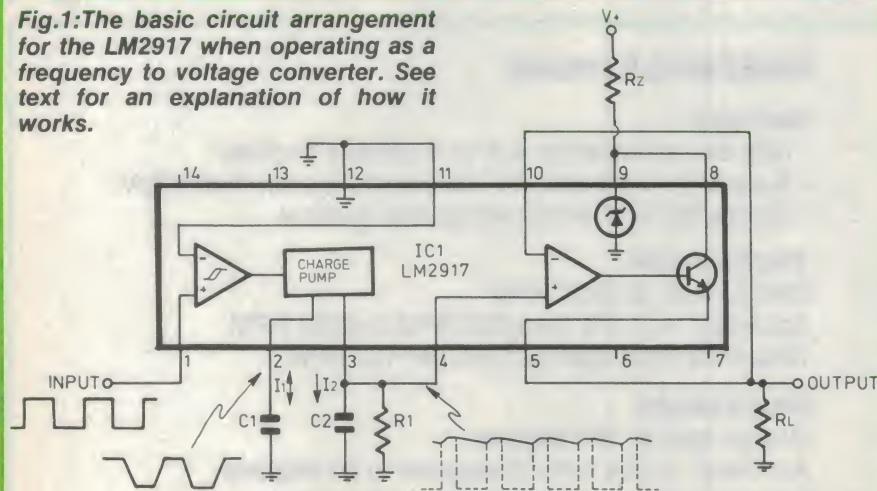 Fig.1:The basic circuit arrangement
for the LM2917 when operating as a
frequency to voltage converter. See
text for an explanation of how it
works.
V+
RZ
14 13 12 11 10 9 8
IC1
LM2917
CHARGE
PUMP
- + - +
1 2 3 4 5 6 7
INPUT I1 I2 OUTPUT
C1 C2 R1 RL